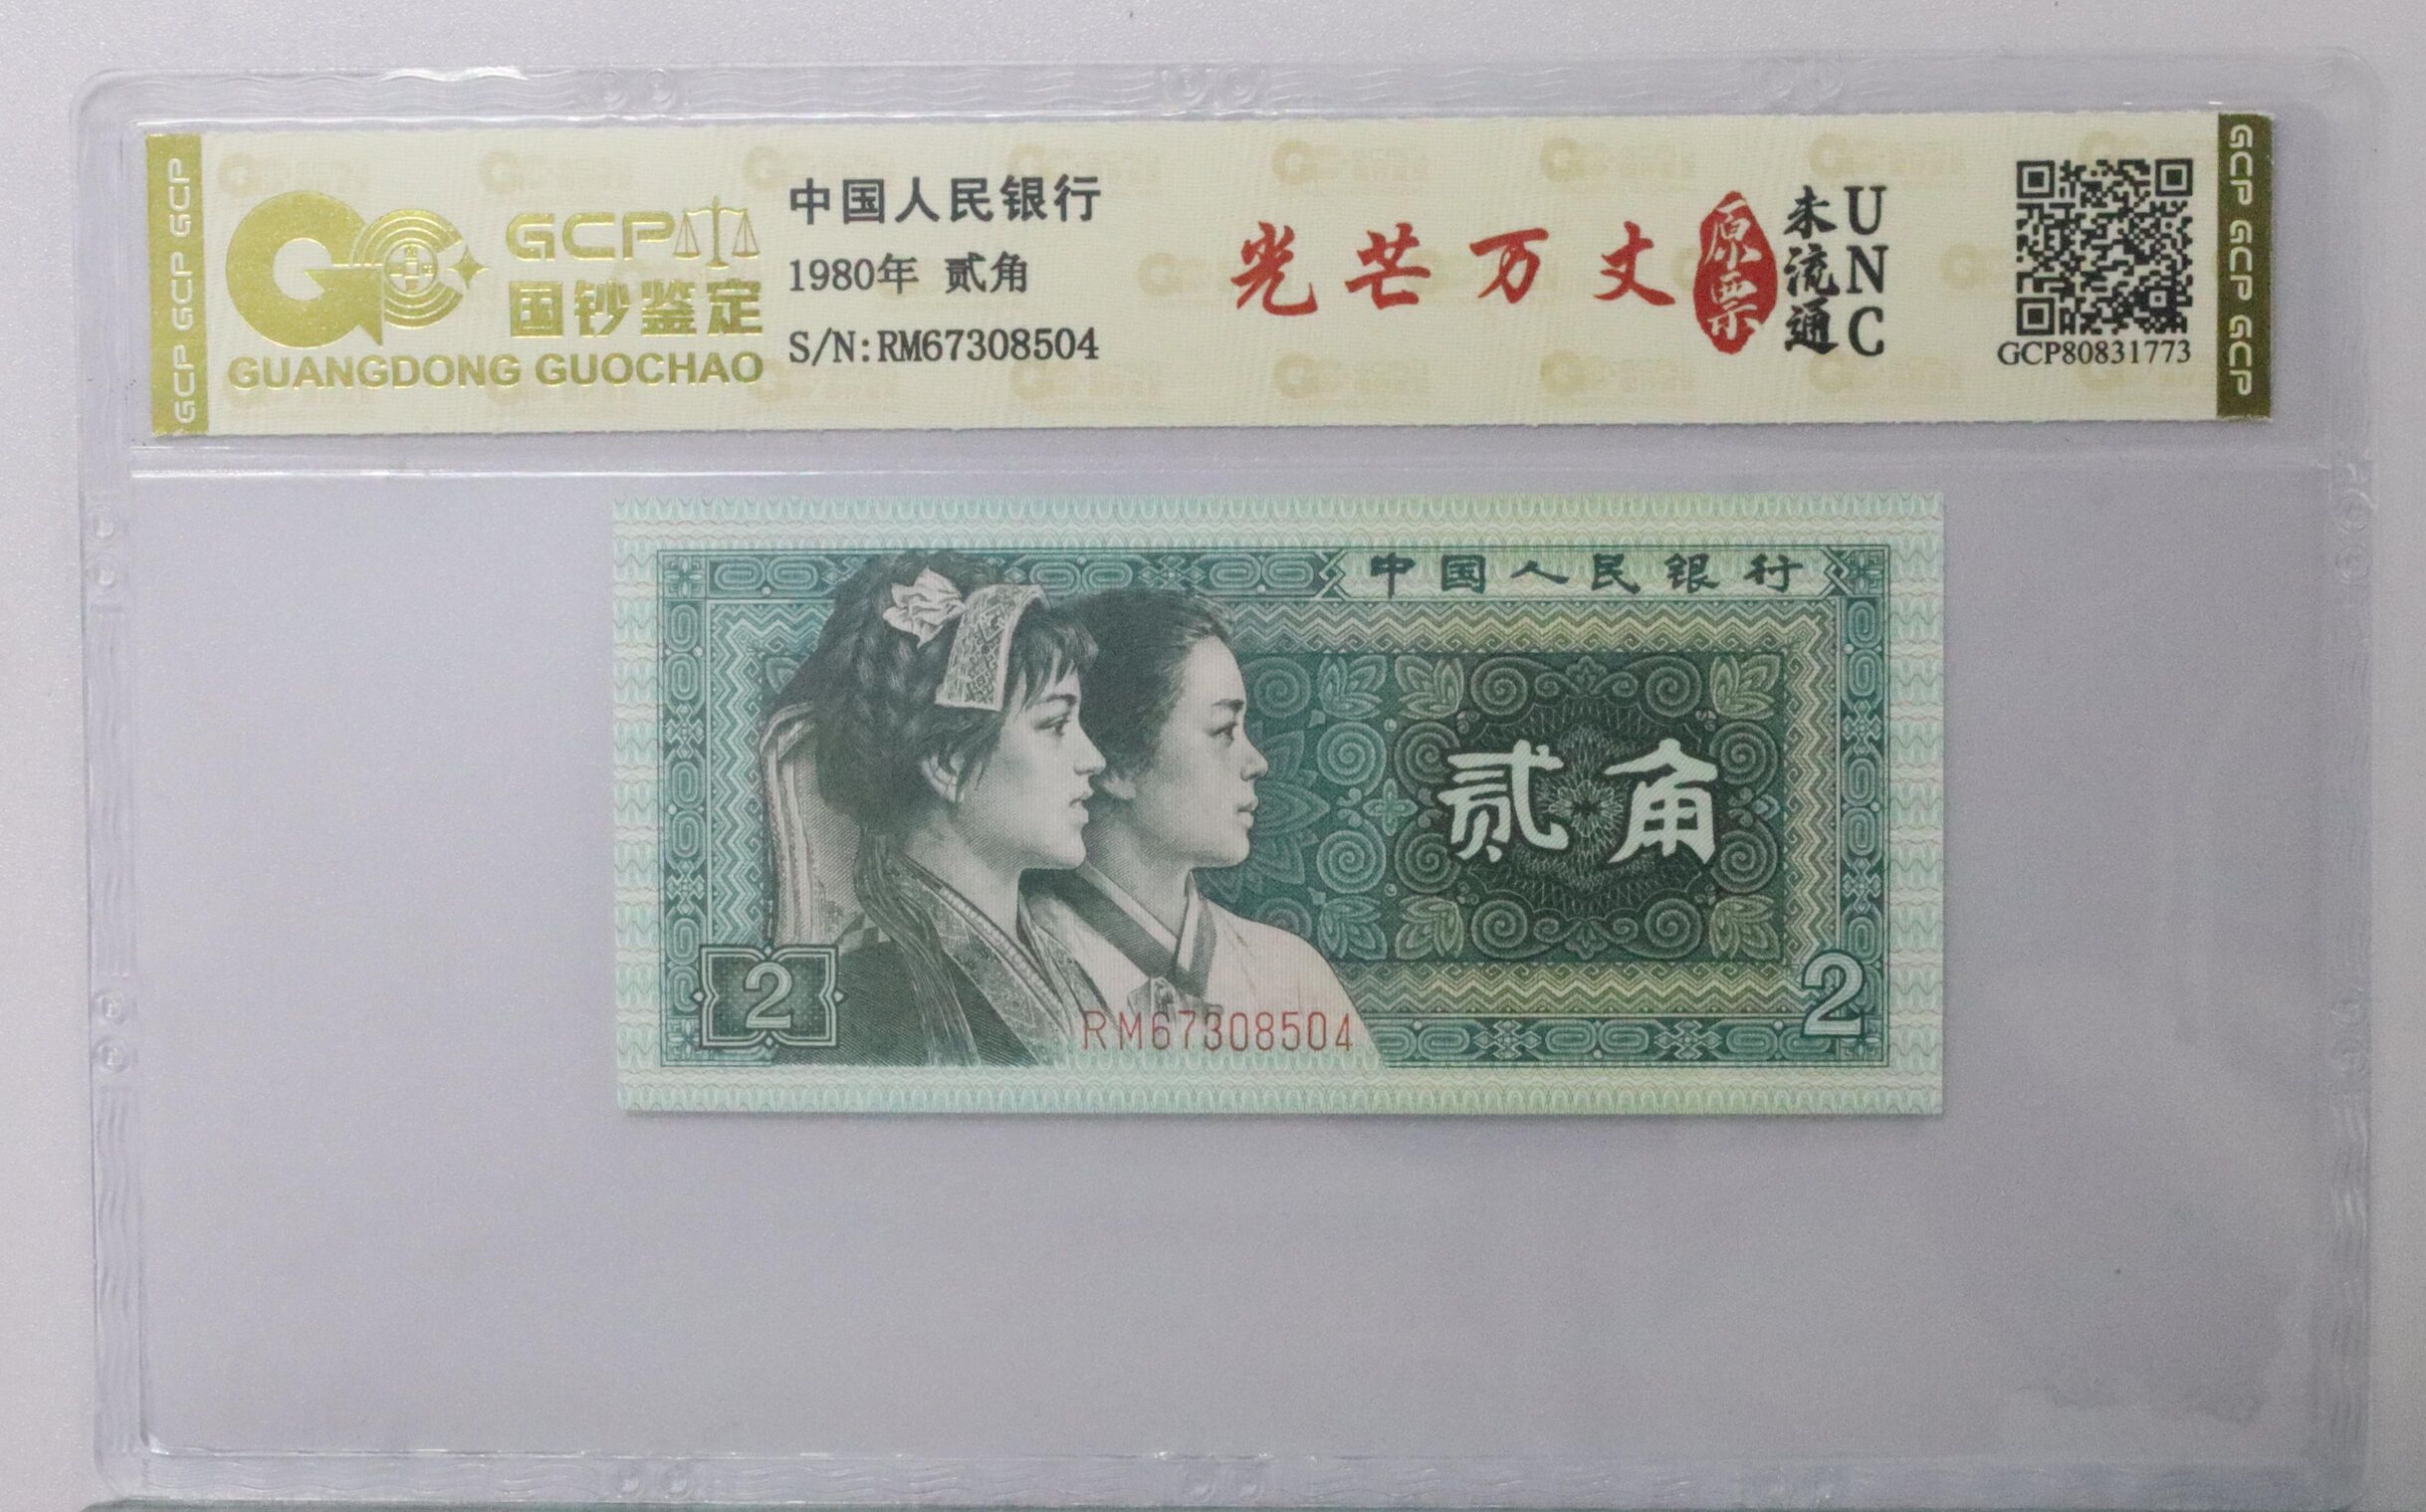 GCP GCP GCP
GCP
国钞鉴定
GUANGDONG GUOCHAO
中国人民银行
1980年 贰角
S/N:RM67308504
光芒万丈
原票
未流通
UNC
GCP80831773
GCP GCP GCP
中国人民银行
贰角
2
RM67308504
2